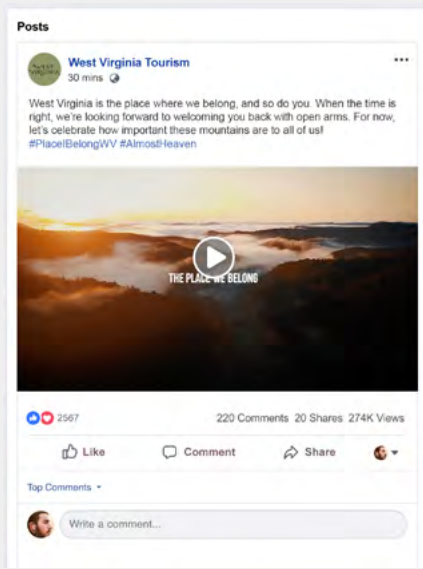 Posts
West Virginia Tourism
30 mins
West Virginia is the place where we belong, and so do you. When the time is
right, we're looking forward to welcoming you back with open arms. For now,
let's celebrate how important these mountains are to all of us!
#PlaceIBelongWV #AlmostHeaven
THE PLACE WE BELONG
2567
220 Comments 20 Shares 274K Views
Like
Comment
Share
Top Comments
Write a comment...